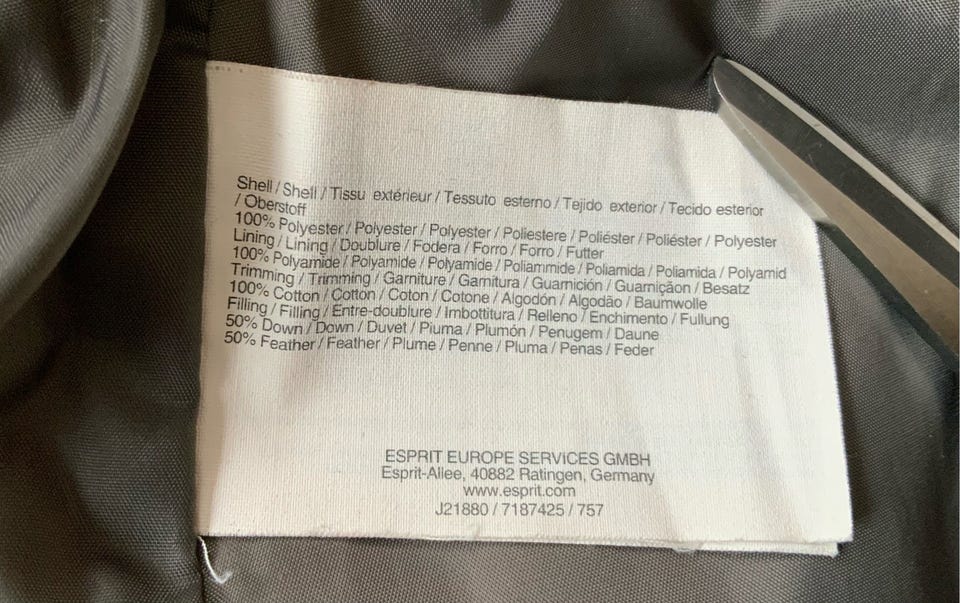 Shell / Shell / Tissu extérieur / Tessuto esterno / Tejido exterior / Tecido esterior
/ Oberstoff
100% Polyester / Polyester / Polyester / Poliestere / Poliéster / Poliéster / Polyester
Lining / Lining / Doublure / Fodera / Forro / Forro / Futter
100% Polyamide / Polyamide / Polyamide / Poliammide / Poliamida / Poliamida / Polyamid
Trimming / Trimming / Garniture / Garnitura / Guarnición / Guarniçãon / Besatz
100% Cotton / Cotton / Coton / Cotone / Algodón / Algodão / Baumwolle
Filling / Filling / Entre-doublure / Imbottitura / Relleno / Enchimento / Fullung
50% Down / Down / Duvet / Piuma / Plumón / Penugem / Daune
50% Feather / Feather / Plume / Penne / Pluma / Penas / Feder
ESPRIT EUROPE SERVICES GMBH
Esprit-Allee, 40882 Ratingen, Germany
www.esprit.com
J21880 / 7187425 / 757